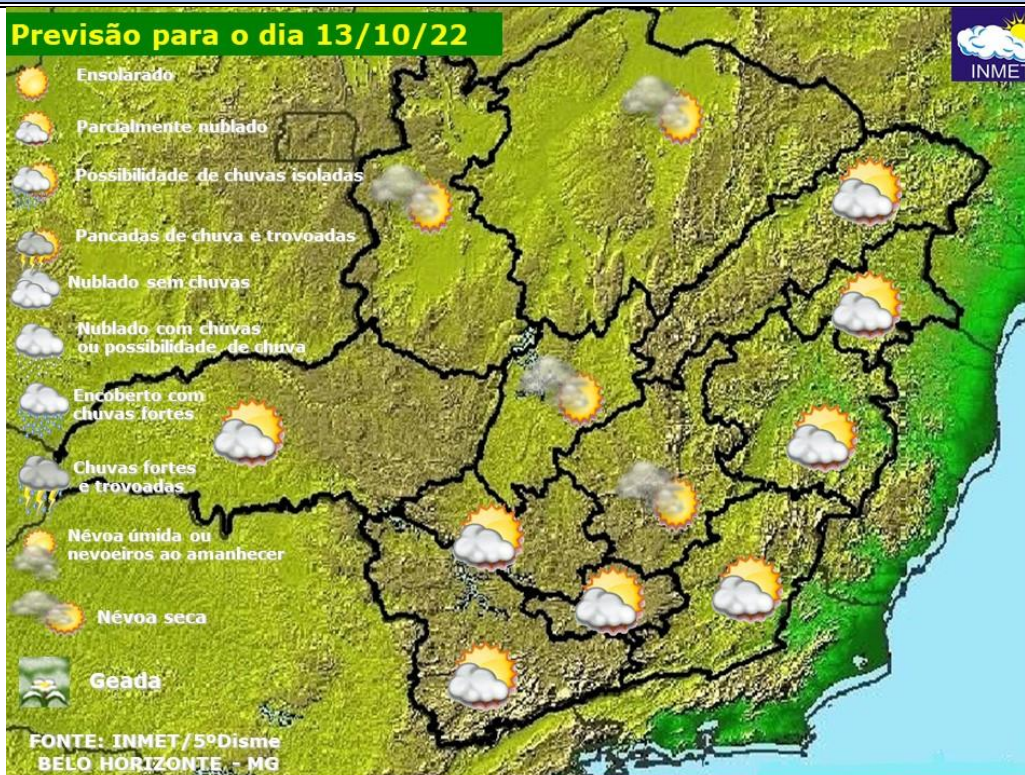 Previsão para o dia 13/10/22
INMET
Ensolarado
Parcialmente nublado
Possibilidade de chuvas isoladas
Pancadas de chuva e trovoadas
Nublado sem chuvas
Nublado com chuvas
ou possibilidade de chuva
Encoberto com
chuvas fortes
Chuvas fortes
e trovoadas
Névoa úmida ou
nevoeiros ao amanhecer
Névoa seca
Geada
FONTE: INMET/5ºDisme
BELO HORIZONTE - MG